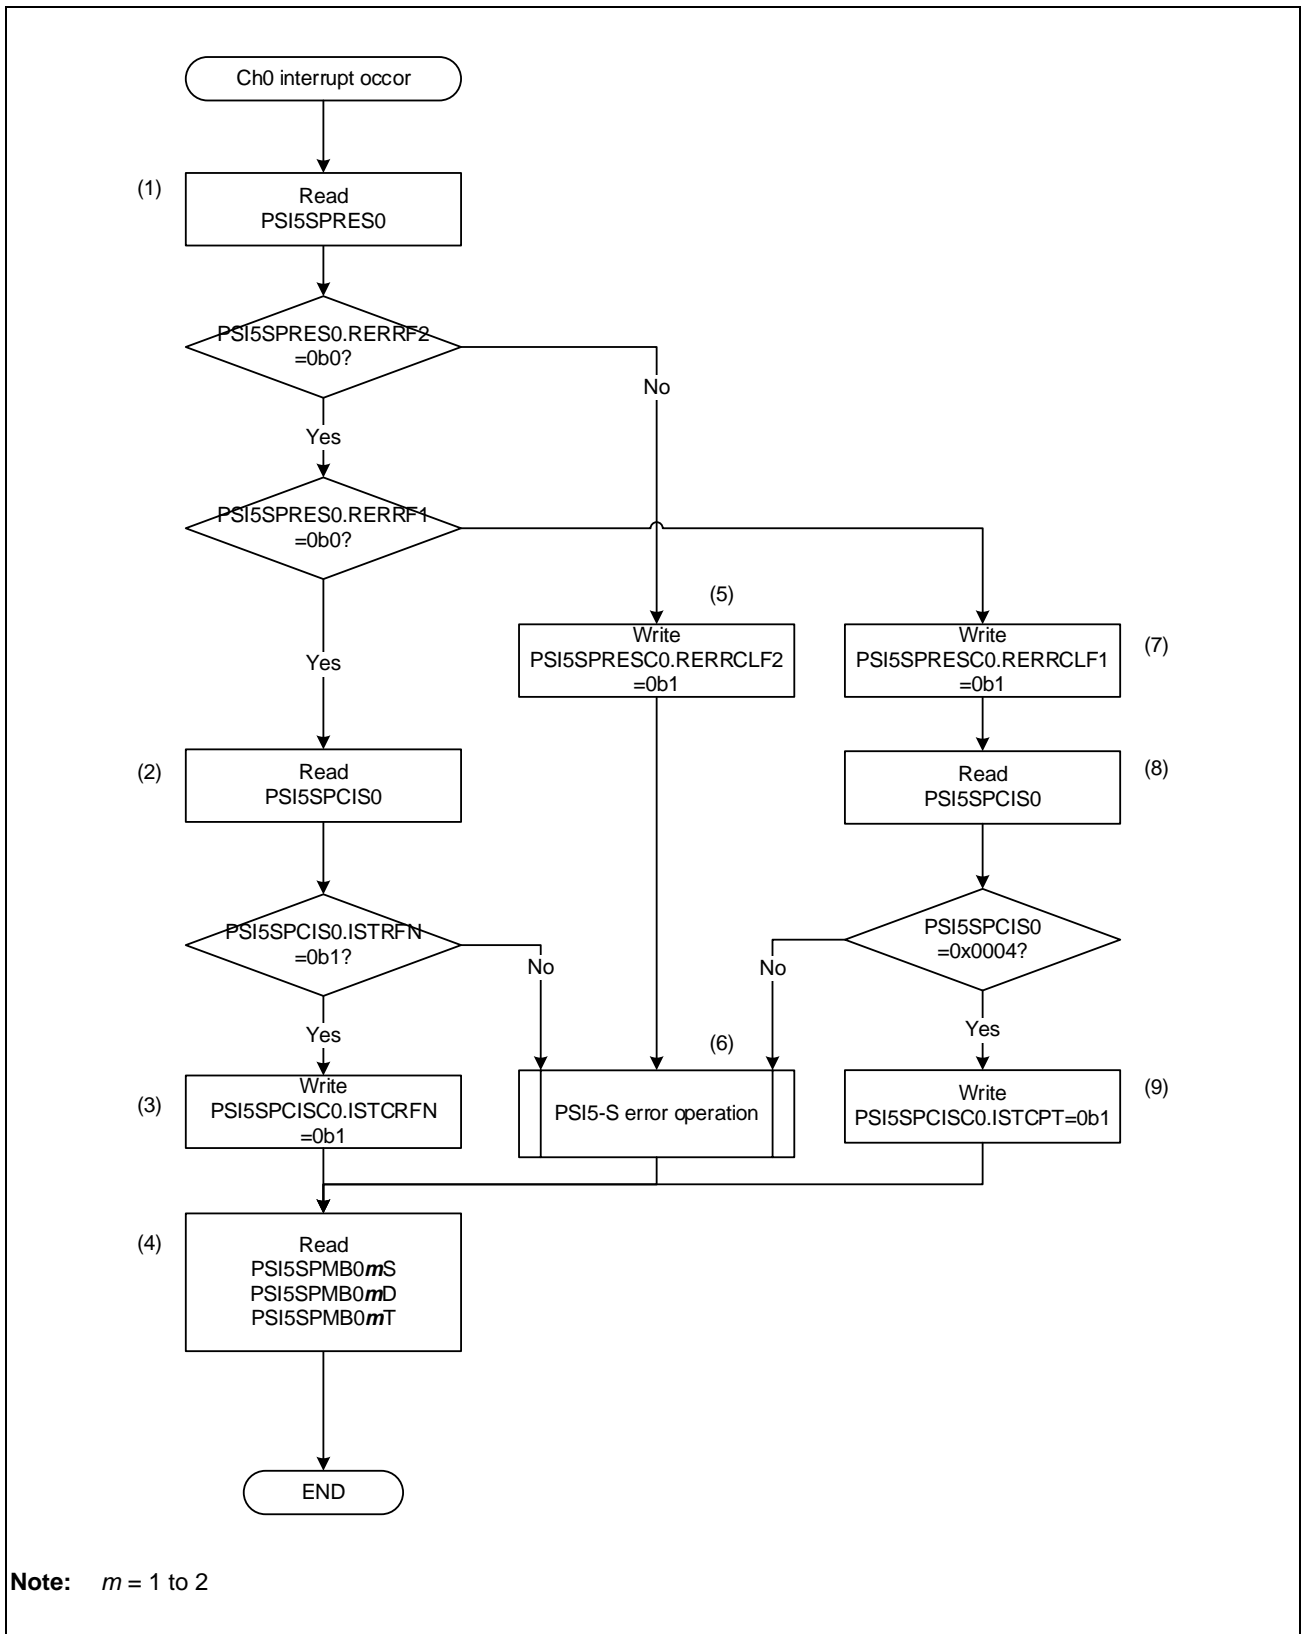 Ch0 interrupt occor
(1)
Read
PSI5SPRES0
PSI5SPRES0.RERRF2
=0b0?
No
Yes
PSI5SPRES0.RERRF1
=0b0?
Yes
(5)
Write
PSI5SPRESC0.RERRCLF2
=0b1
Write
PSI5SPRESC0.RERRCLF1
=0b1
(7)
(2)
Read
PSI5SPCIS0
Read
PSI5SPCIS0
(8)
PSI5SPCIS0.ISTRFN
=0b1?
No
Yes
PSI5SPCIS0
=0x0004?
No
Yes
(3)
Write
PSI5SPCISC0.ISTCRFN
=0b1
(6)
PSI5-S error operation
Write
PSI5SPCISC0.ISTCPT=0b1
(9)
(4)
Read
PSI5SPMB0mS
PSI5SPMB0mD
PSI5SPMB0mT
END
Note: m = 1 to 2